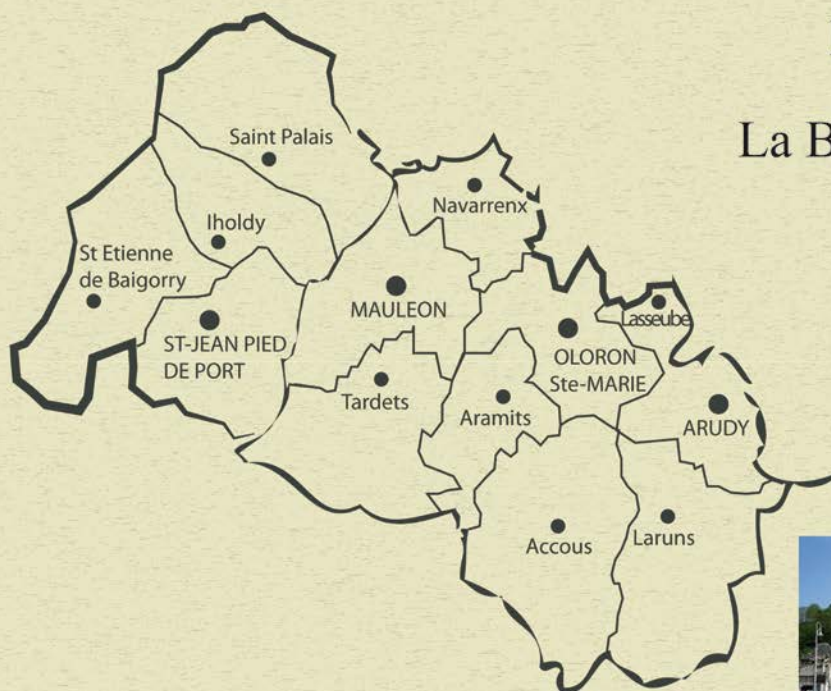 La B
Saint Palais
Navarrenx
Iholdy
St Etienne
de Baigorry
MAULEON
Lasseube
ST-JEAN PIED
DE PORT
OLORON
Ste-MARIE
Tardets
Aramits
ARUDY
Accous
Laruns